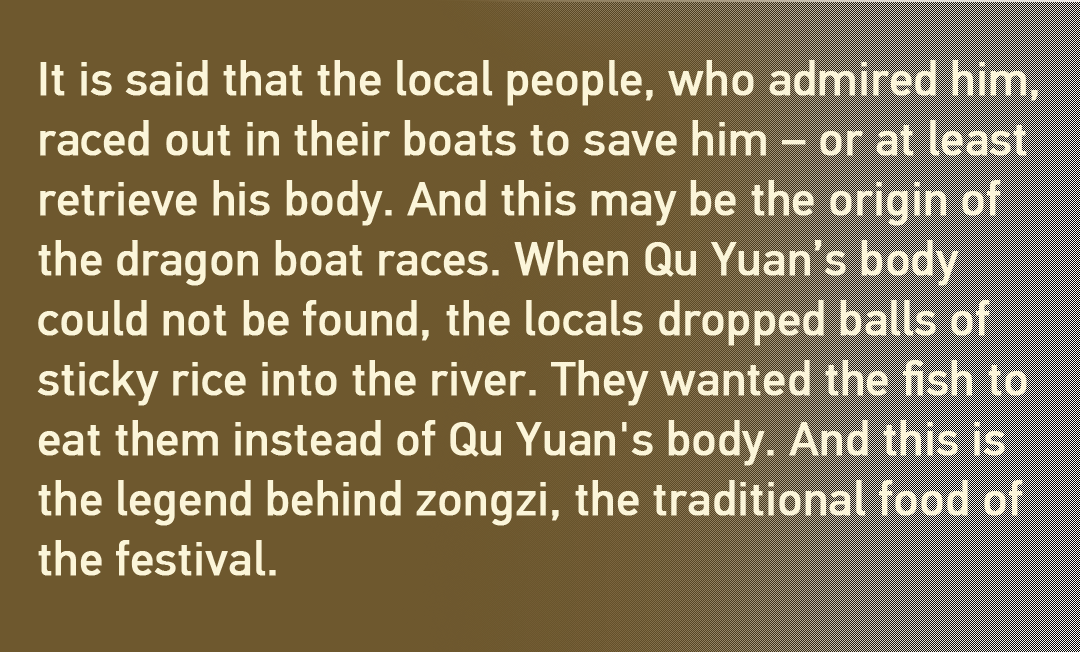 It is said that the local people, who admired him,
raced out in their boats to save him – or at least
retrieve his body. And this may be the origin of
the dragon boat races. When Qu Yuan’s body
could not be found, the locals dropped balls of
sticky rice into the river. They wanted the fish to
eat them instead of Qu Yuan's body. And this is
the legend behind zongzi, the traditional food of
the festival.